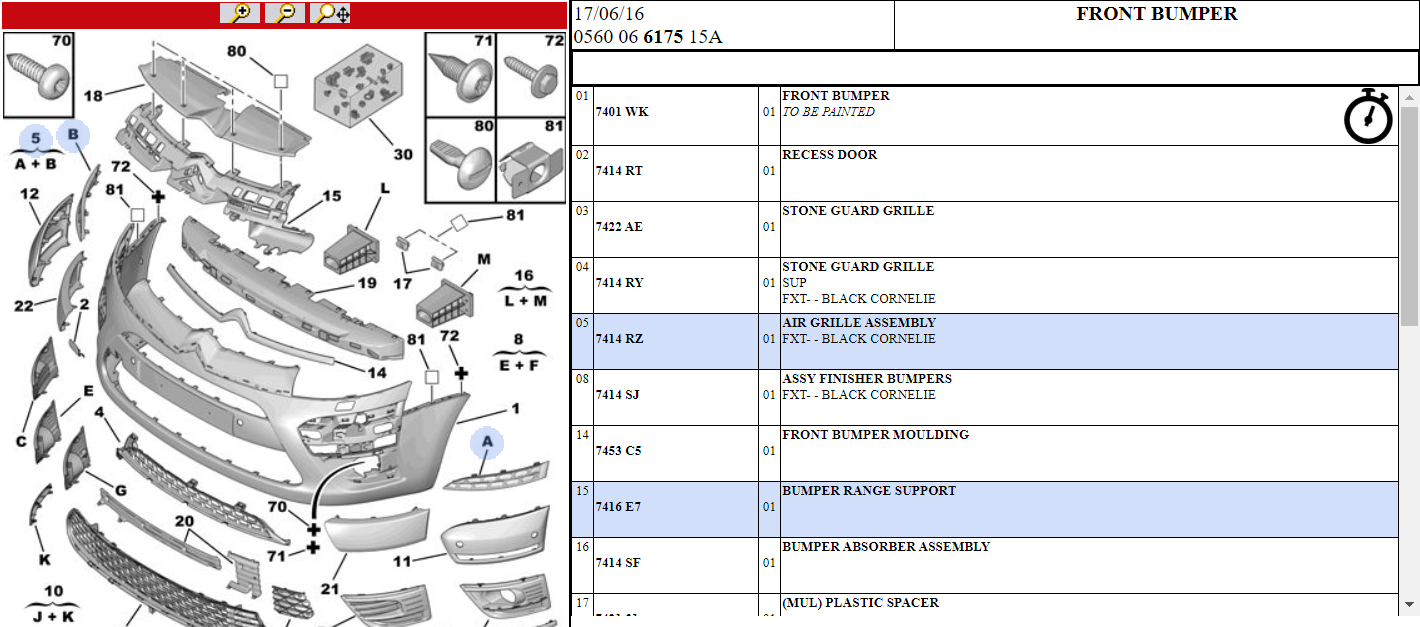 17/06/16
0560 06 6175 15A
FRONT BUMPER
70
80
71
72
18
5
B
A + B
30
80
81
12
72
81
15
L
81
22
2
19
17
M
16
L + M
81
72
8
E + F
14
C
E
4
1
A
G
20
70
71
K
21
11
10
J + K
01
7401 WK
01
FRONT BUMPER
TO BE PAINTED
02
7414 RT
01
RECESS DOOR
03
7422 AE
01
STONE GUARD GRILLE
04
7414 RY
01
STONE GUARD GRILLE
SUP
FXT- - BLACK CORNELIE
05
7414 RZ
01
AIR GRILLE ASSEMBLY
FXT- - BLACK CORNELIE
08
7414 SJ
01
ASSY FINISHER BUMPERS
FXT- - BLACK CORNELIE
14
7453 C5
01
FRONT BUMPER MOULDING
15
7416 E7
01
BUMPER RANGE SUPPORT
16
7414 SF
01
BUMPER ABSORBER ASSEMBLY
17
(MUL) PLASTIC SPACER